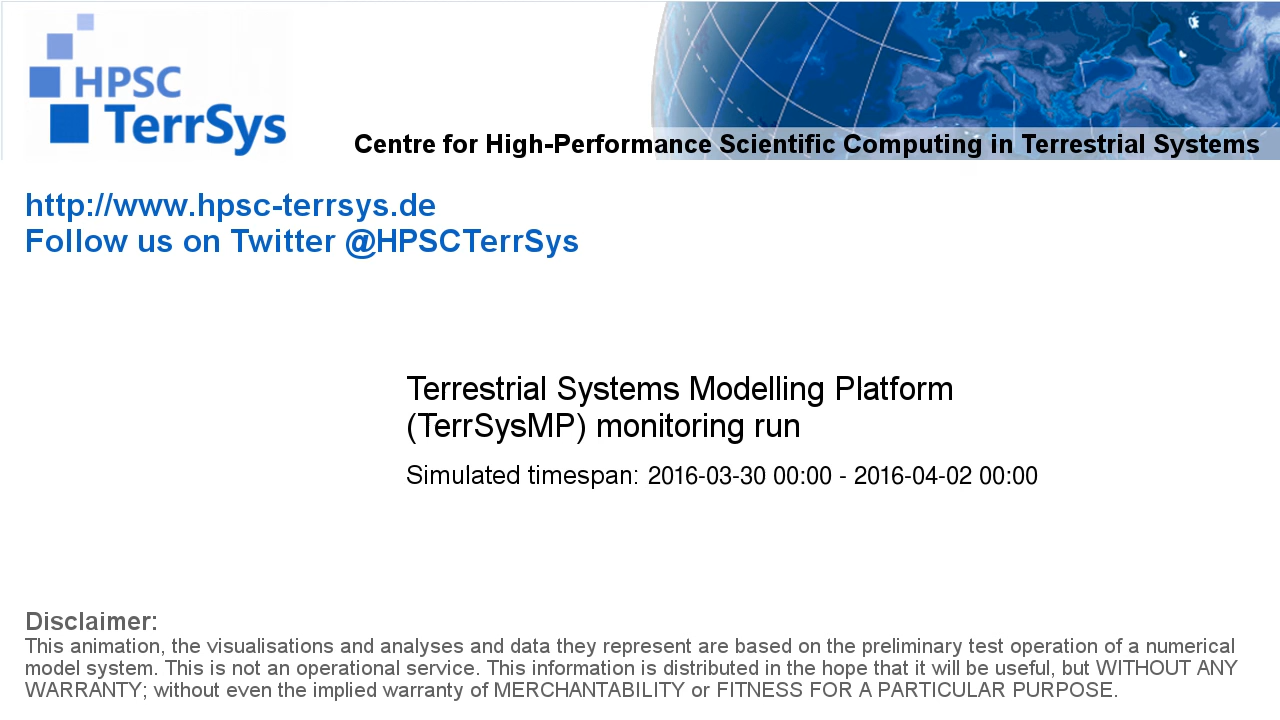 HPSC
TerrSys
Centre for High-Performance Scientific Computing in Terrestrial Systems
http://www.hpsc-terrsys.de
Follow us on Twitter @HPSCTerrSys
Terrestrial Systems Modelling Platform
(TerrSysMP) monitoring run
Simulated timespan: 2016-03-30 00:00 - 2016-04-02 00:00
Disclaimer:
This animation, the visualisations and analyses and data they represent are based on the preliminary test operation of a numerical
model system. This is not an operational service. This information is distributed in the hope that it will be useful, but WITHOUT ANY
WARRANTY; without even the implied warranty of MERCHANTABILITY or FITNESS FOR A PARTICULAR PURPOSE.